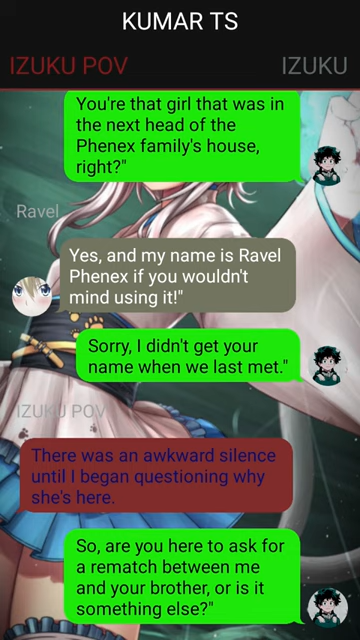 KUMAR TS
IZUKU POV
IZUKU
You're that girl that was in
the next head of the
Phenex family's house,
right?"
Ravel
Yes, and my name is Ravel
Phenex if you wouldn't
mind using it!"
Sorry, I didn't get your
name when we last met."
IZUKU POV
There was an awkward silence
until I began questioning why
she's here.
So, are you here to ask for
a rematch between me
and your brother, or is it
something else?"